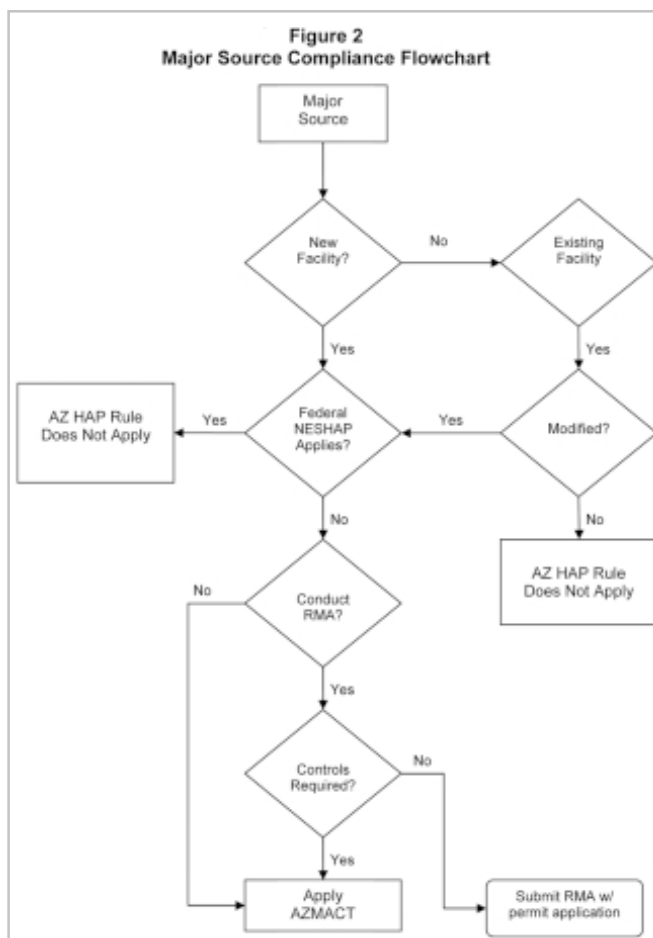 Figure 2
Major Source Compliance Flowchart
Major
Source
New
Facility?
No
Existing
Facility
Yes
Yes
AZ HAP Rule
Does Not Apply
Yes
Federal
NESHAP
Applies?
Yes
Modified?
No
No
AZ HAP Rule
Does Not Apply
No
Conduct
RMA?
Yes
Controls
Required?
No
Yes
Apply
AZMACT
Submit RMA w/
permit application